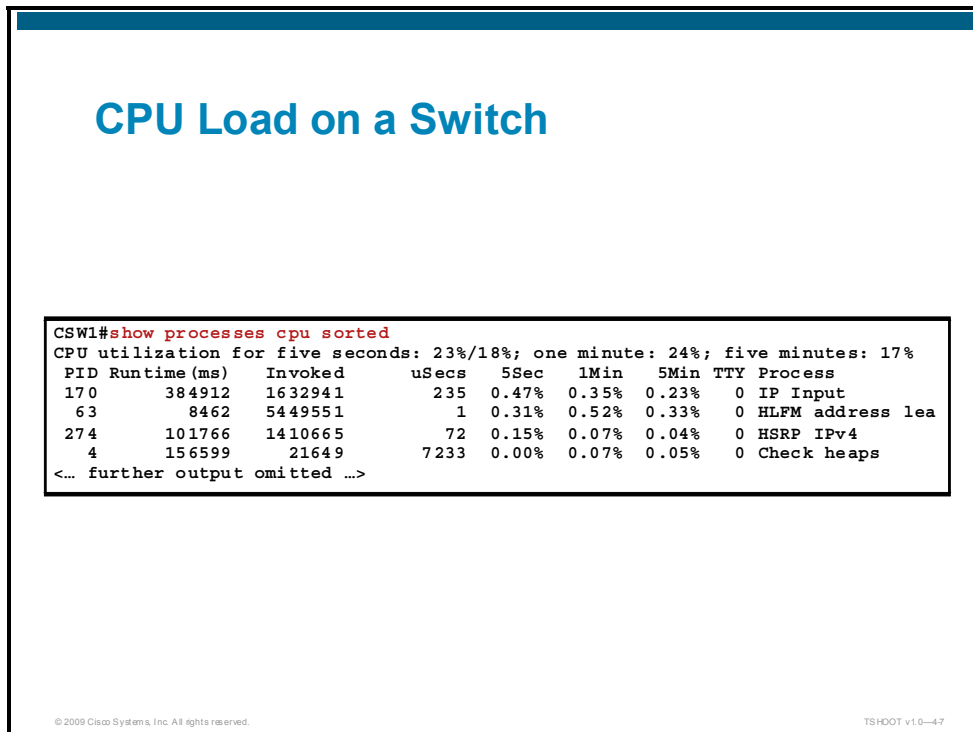 CPU Load on a Switch
CSW1#show processes cpu sorted
CPU utilization for five seconds: 23%/18%; one minute: 24%; five minutes: 17%
PID Runtime(ms) Invoked uSecs 5Sec 1Min 5Min TTY Process
170 384912 1632941 235 0.47% 0.35% 0.23% 0 IP Input
63 8462 5449551 1 0.31% 0.52% 0.33% 0 HLFM address lea
274 101766 1410665 72 0.15% 0.07% 0.04% 0 HSRP IPv4
4 156599 21649 7233 0.00% 0.07% 0.05% 0 Check heaps
<… further output omitted …>
© 2009 Cisco Systems, Inc. All rights reserved.
TSHOOT v1.0—4-7